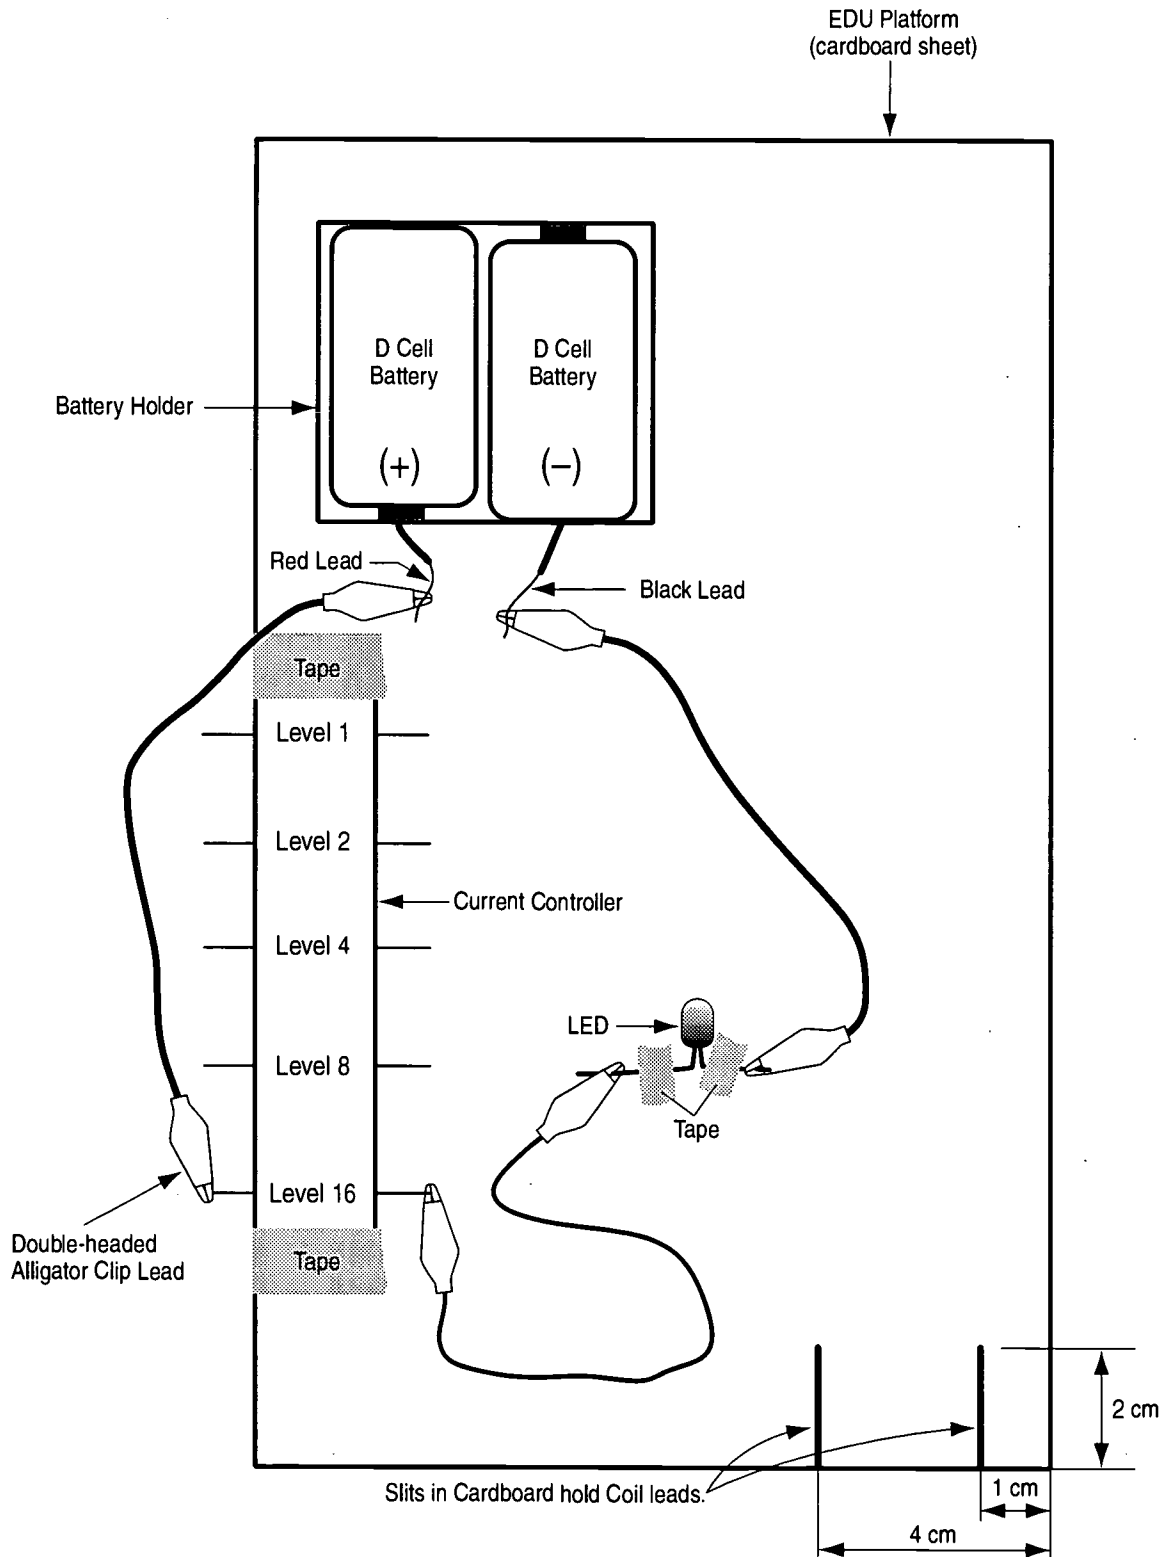 EDU Platform
(cardboard sheet)
D Cell
Battery
D Cell
Battery
Battery Holder
(+)
(−)
Red Lead
Black Lead
Tape
Level 1
Level 2
Current Controller
Level 4
LED
Level 8
Tape
Level 16
Double-headed
Alligator Clip Lead
Tape
2 cm
Slits in Cardboard hold Coil leads.
1 cm
4 cm